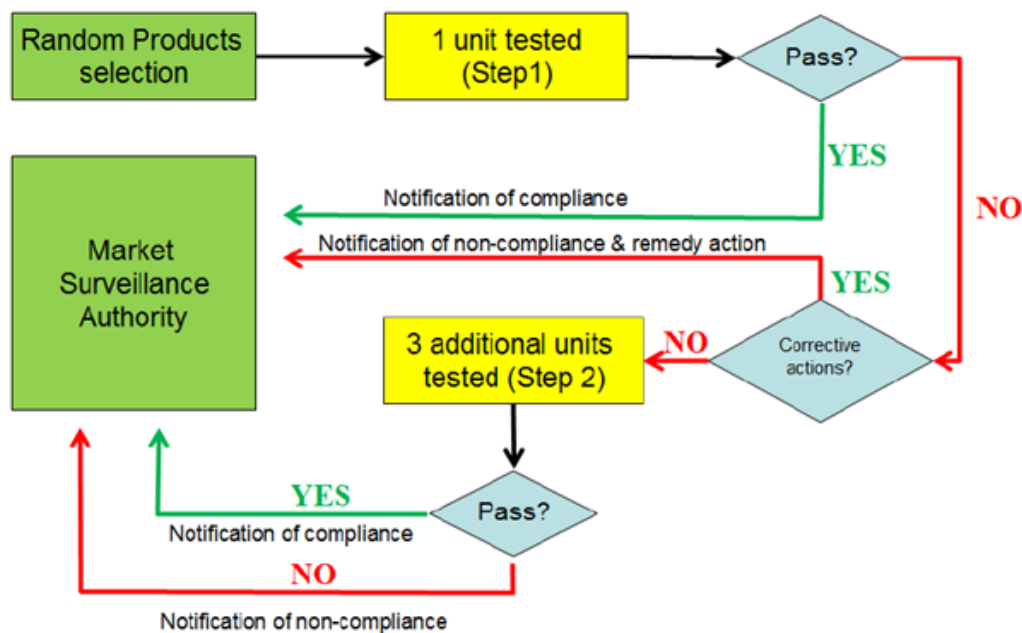 Random Products
selection
1 unit tested
(Step1)
Pass?
YES
NO
Notification of compliance
Notification of non-compliance & remedy action
YES
Market
Surveillance
Authority
3 additional units
tested (Step 2)
NO
Corrective
actions?
YES
Pass?
Notification of compliance
NO
Notification of non-compliance